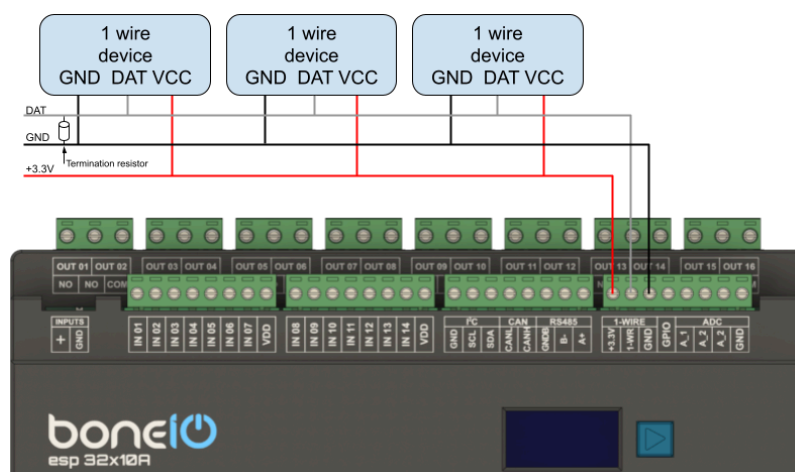 1 wire
device
GND DAT VCC
1 wire
device
GND DAT VCC
1 wire
device
GND DAT VCC
DAT
GND
Termination resistor
+3.3V
OUT 01 OUT 02 OUT 03 OUT 04 OUT 05 OUT 06 OUT 07 OUT 08 OUT 09 OUT 10 OUT 11 OUT 12 OUT 13 OUT 14 OUT 15 OUT 16
NO NO COM
INPUTS
+ GND
IN 01 IN 02 IN 03 IN 04 IN 05 IN 06 IN 07 VDD
IN 08 IN 09 IN 10 IN 11 IN 12 IN 13 IN 14 VDD
I²C CAN RS485
GND SCL SDA CANL CANH GNDB B- A+
1-WIRE ADC
+3.3V 1-WIRE GND GPIO A_1 A_2 A_2 GND
boneIO
esp 32x10A